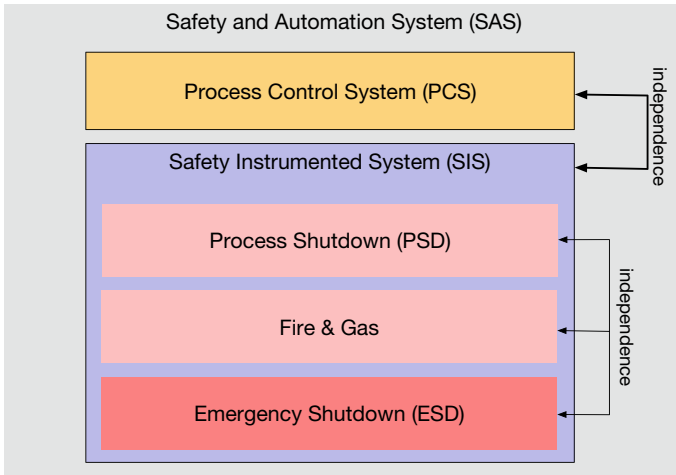 Safety and Automation System (SAS)
Process Control System (PCS)
independence
Safety Instrumented System (SIS)
Process Shutdown (PSD)
Fire & Gas
independence
Emergency Shutdown (ESD)